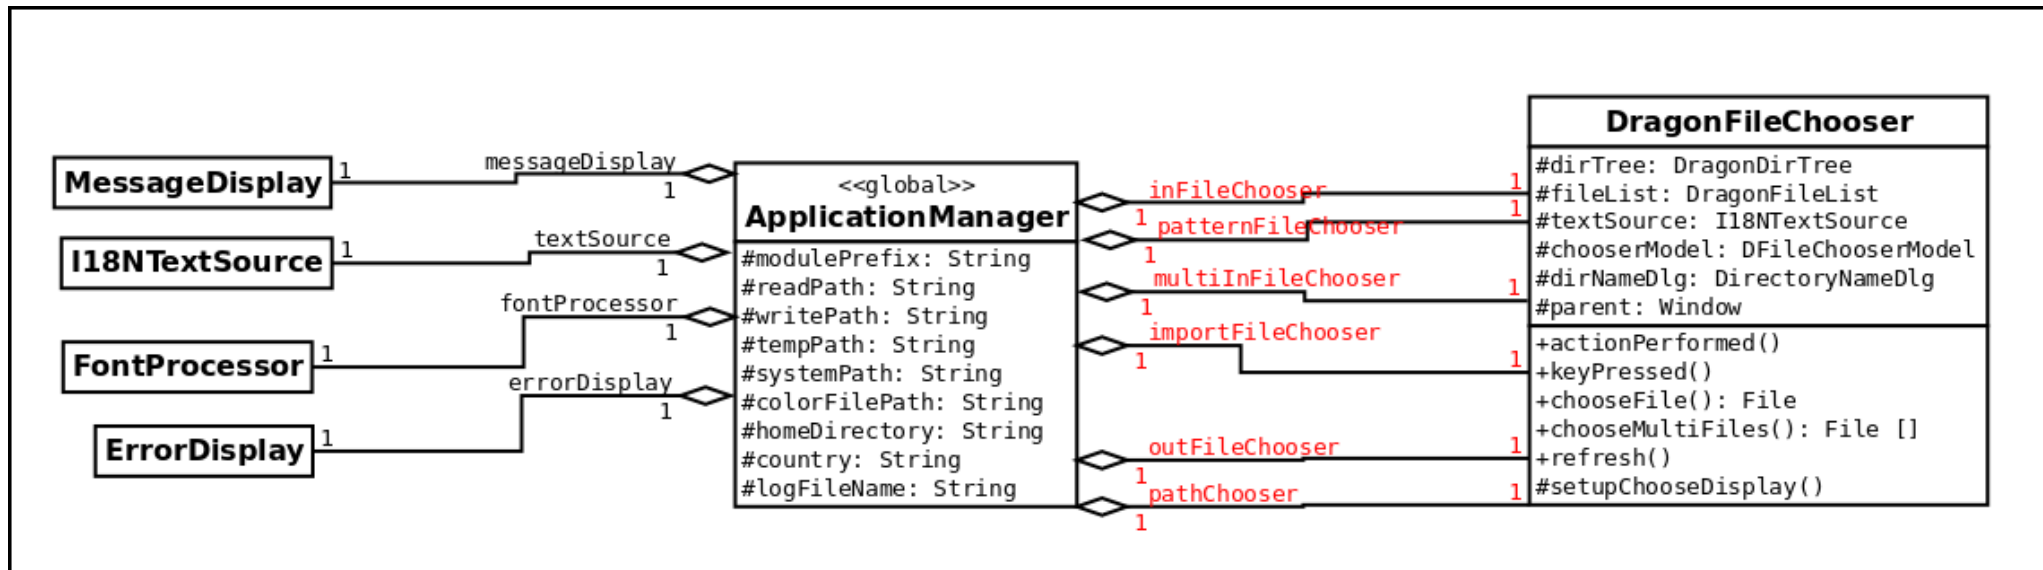 MessageDisplay
1
messageDisplay
1
I18NTextSource
1
textSource
1
FontProcessor
1
fontProcessor
1
ErrorDisplay
1
errorDisplay
1
<<global>>
ApplicationManager
#modulePrefix: String
#readPath: String
#writePath: String
#tempPath: String
#systemPath: String
#colorFilePath: String
#homeDirectory: String
#country: String
#logFileName: String
inFileChooser
1
1
patternFileChooser
1
1
multiInFileChooser
1
1
importFileChooser
1
1
outFileChooser
1
1
pathChooser
1
1
DragonFileChooser
#dirTree: DragonDirTree
#fileList: DragonFileList
#textSource: I18NTextSource
#chooserModel: DFileChooserModel
#dirNameDlg: DirectoryNameDlg
#parent: Window
+actionPerformed()
+keyPressed()
+chooseFile(): File
+chooseMultiFiles(): File []
+refresh()
#setupChooseDisplay()